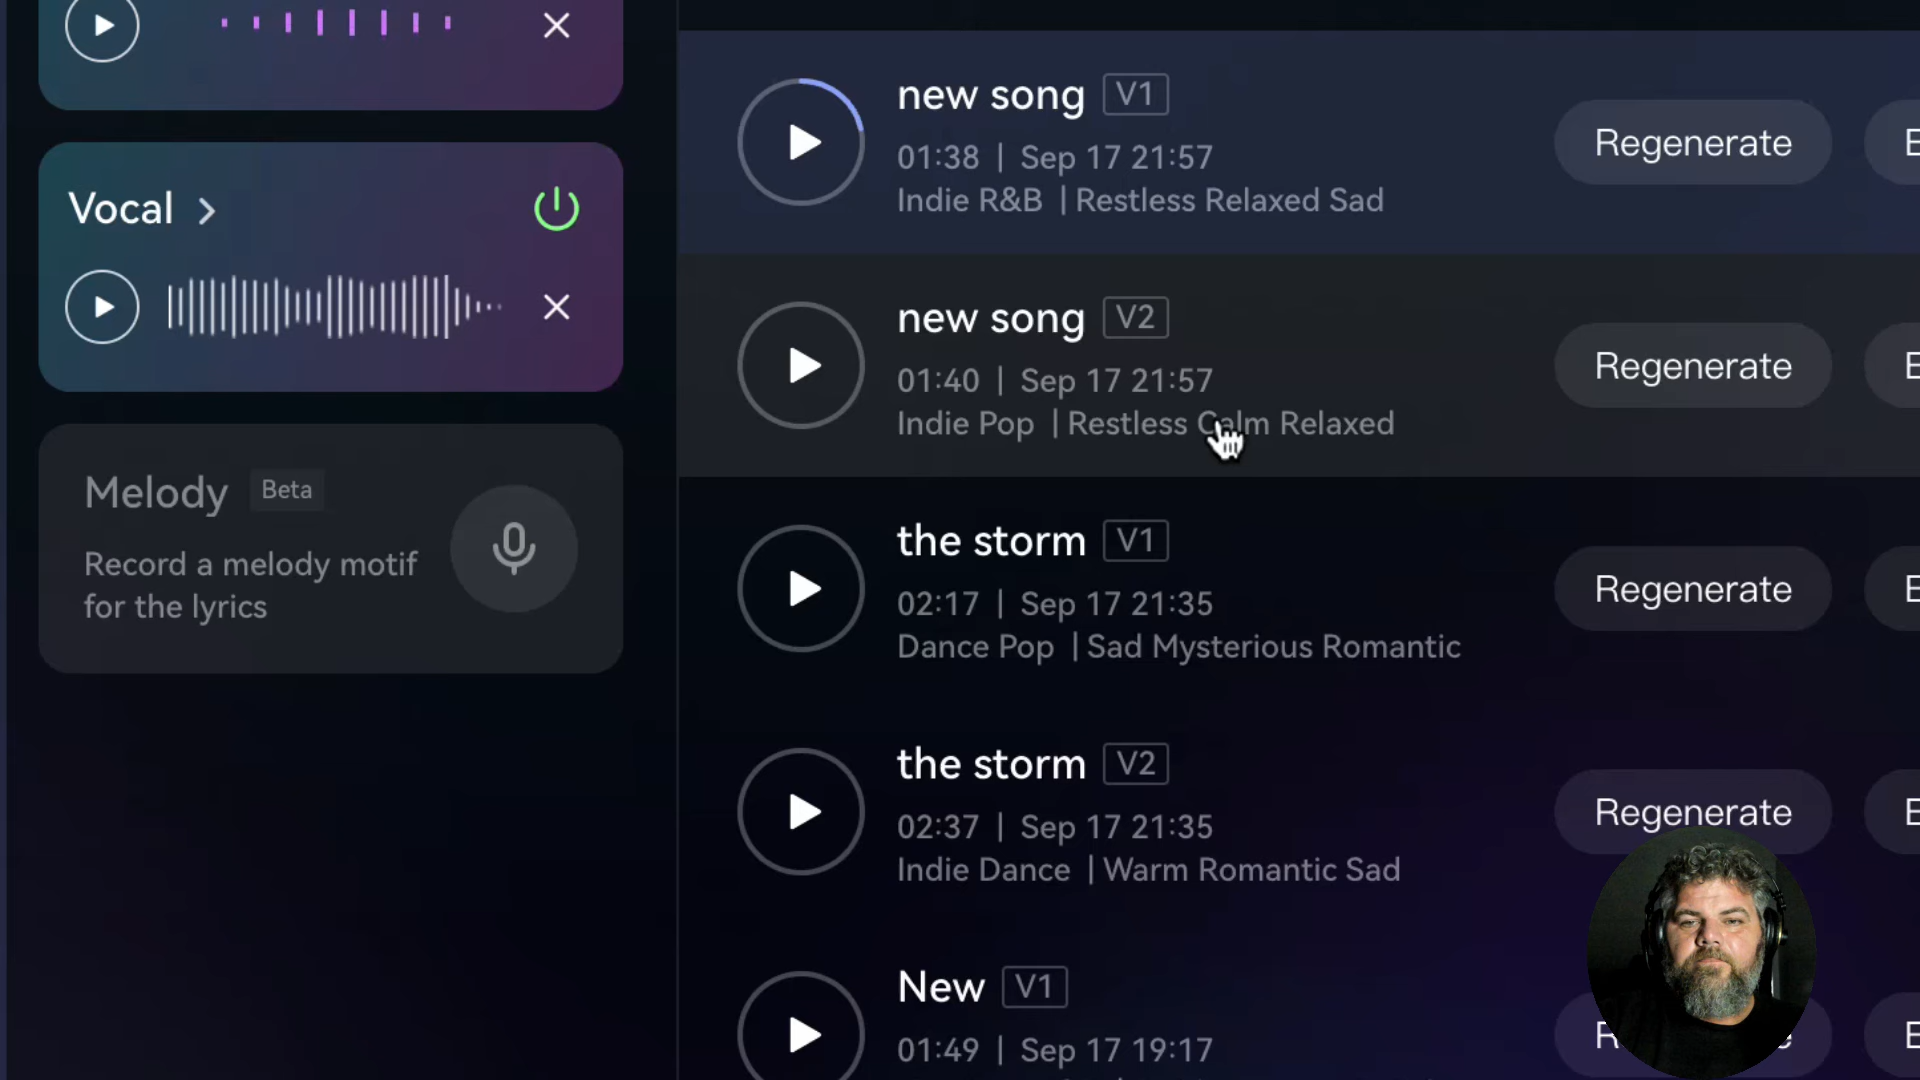 new song V1
01:38 | Sep 17 21:57
Indie R&B | Restless Relaxed Sad
Regenerate
Vocal >
new song V2
01:40 | Sep 17 21:57
Indie Pop | Restless Calm Relaxed
Regenerate
Melody Beta
Record a melody motif
for the lyrics
the storm V1
02:17 | Sep 17 21:35
Dance Pop | Sad Mysterious Romantic
Regenerate
the storm V2
02:37 | Sep 17 21:35
Indie Dance | Warm Romantic Sad
Regenerate
New V1
01:49 | Sep 17 19:17